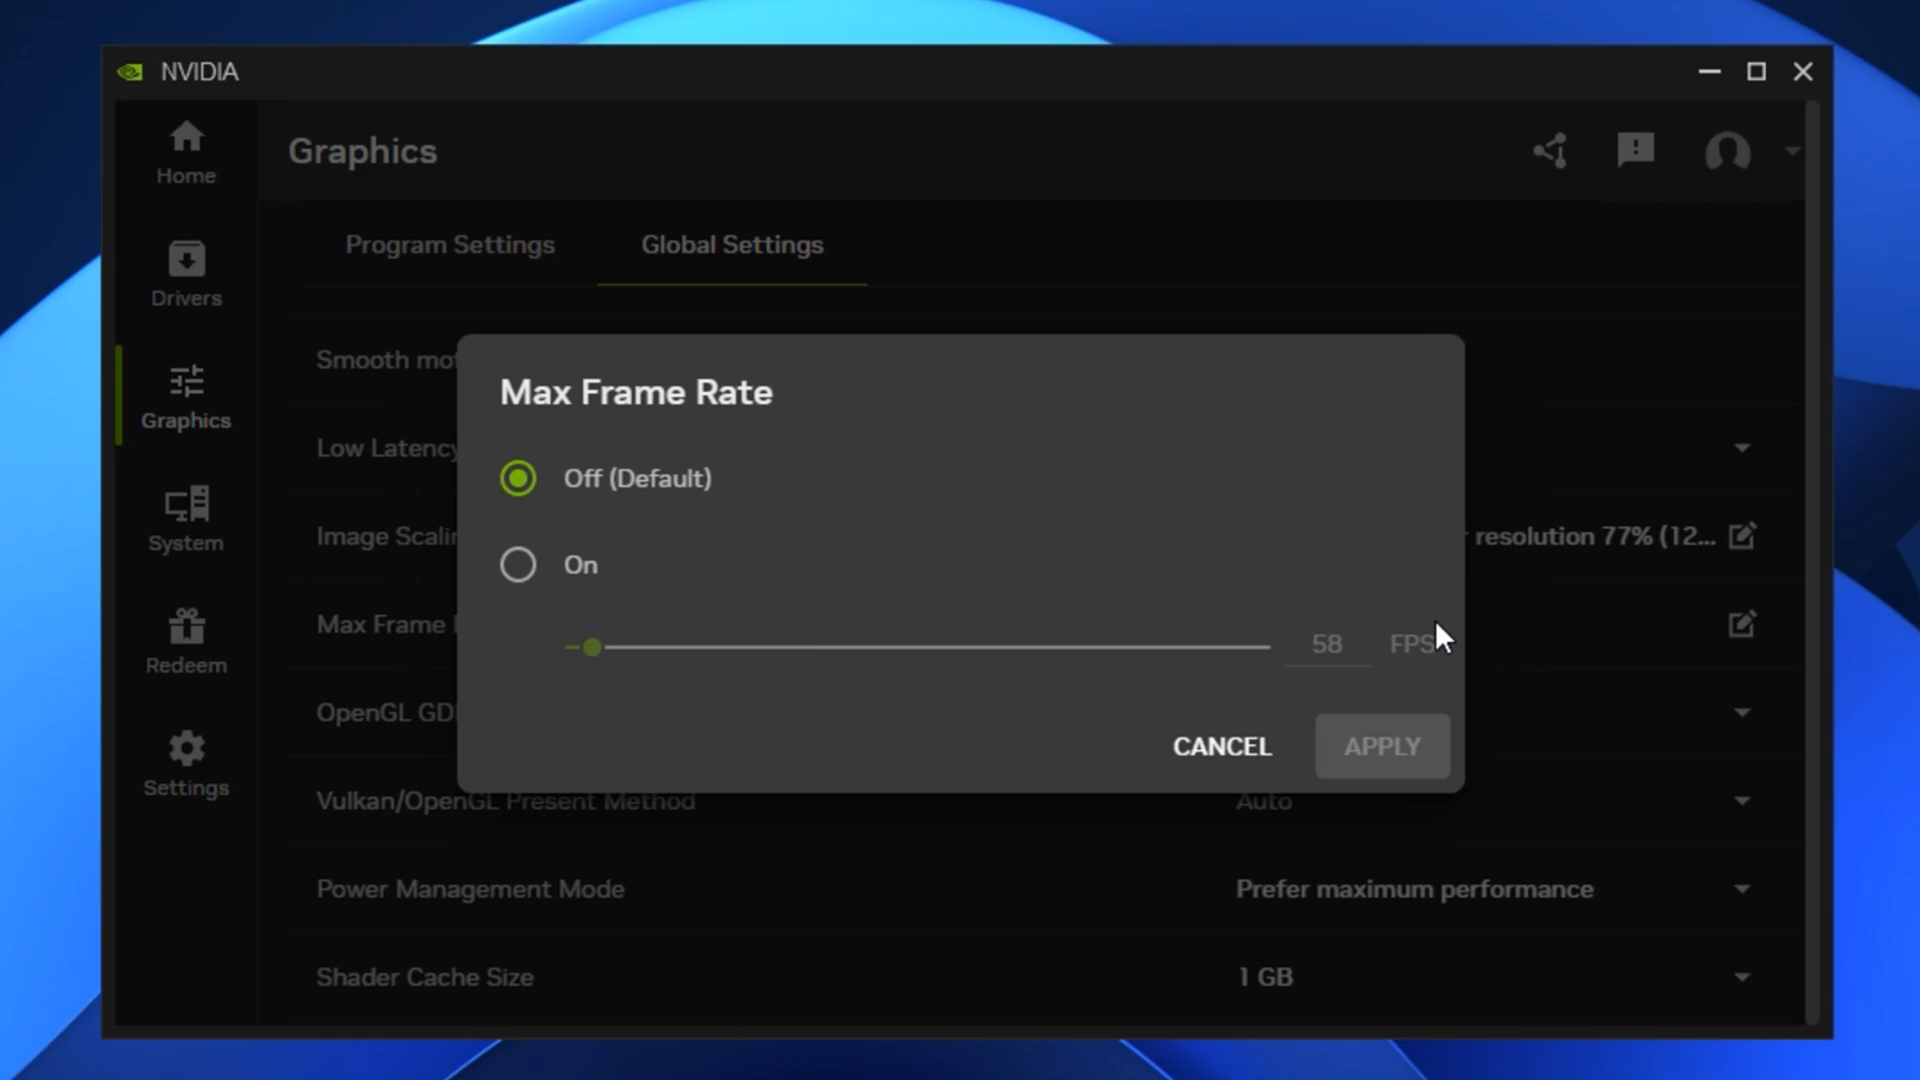 NVIDIA
Home
Graphics
Program Settings Global Settings
Drivers
Smooth mo
Max Frame Rate
Graphics
Low Latency
Off (Default)
Image Scalin
resolution 77% (12...
System
On
Max Frame
58 FPS
Redeem
OpenGL GD
CANCEL APPLY
Settings
Vulkan/OpenGL Present Method Auto
Power Management Mode Prefer maximum performance
Shader Cache Size 1 GB